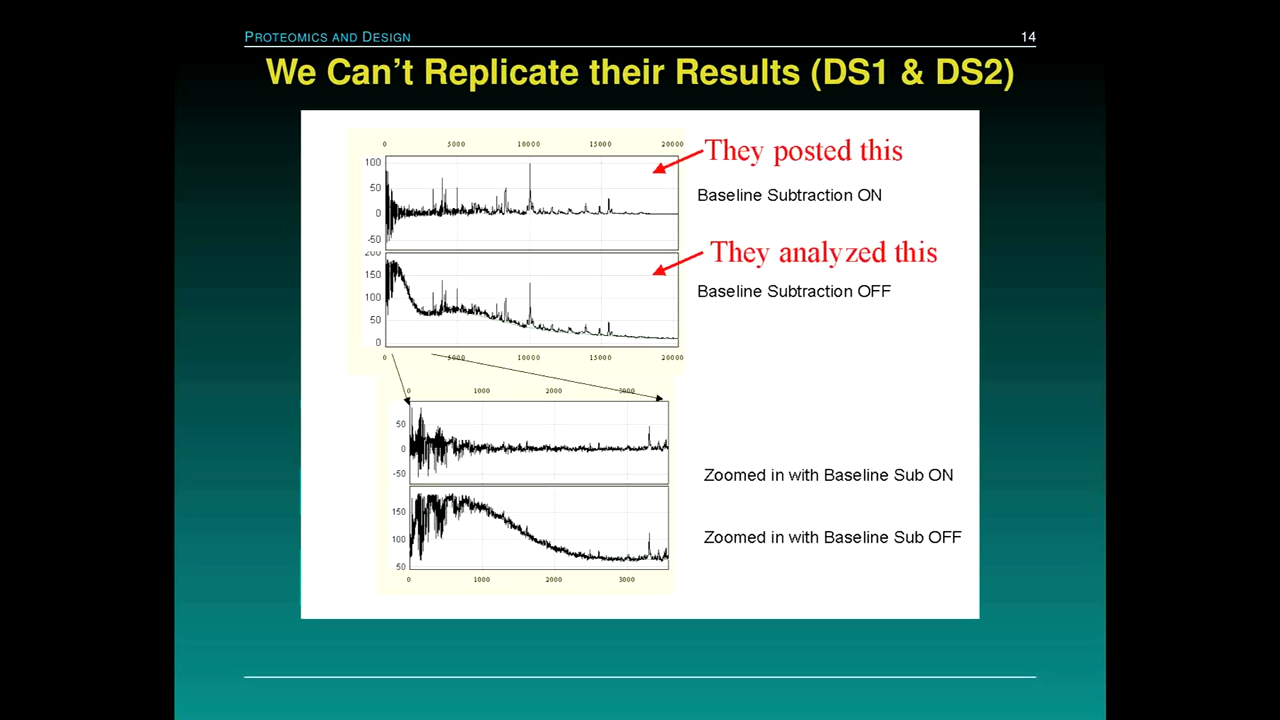 PROTEOMICS AND DESIGN 14
We Can't Replicate their Results (DS1 & DS2)
0 5000 10000 15000 20000
They posted this
100
50
0
-50
Baseline Subtraction ON
They analyzed this
200
150
100
50
0
Baseline Subtraction OFF
0 5000 10000 15000 20000
0 1000 2000 3000
50
0
-50
Zoomed in with Baseline Sub ON
150
100
50
Zoomed in with Baseline Sub OFF
0 1000 2000 3000